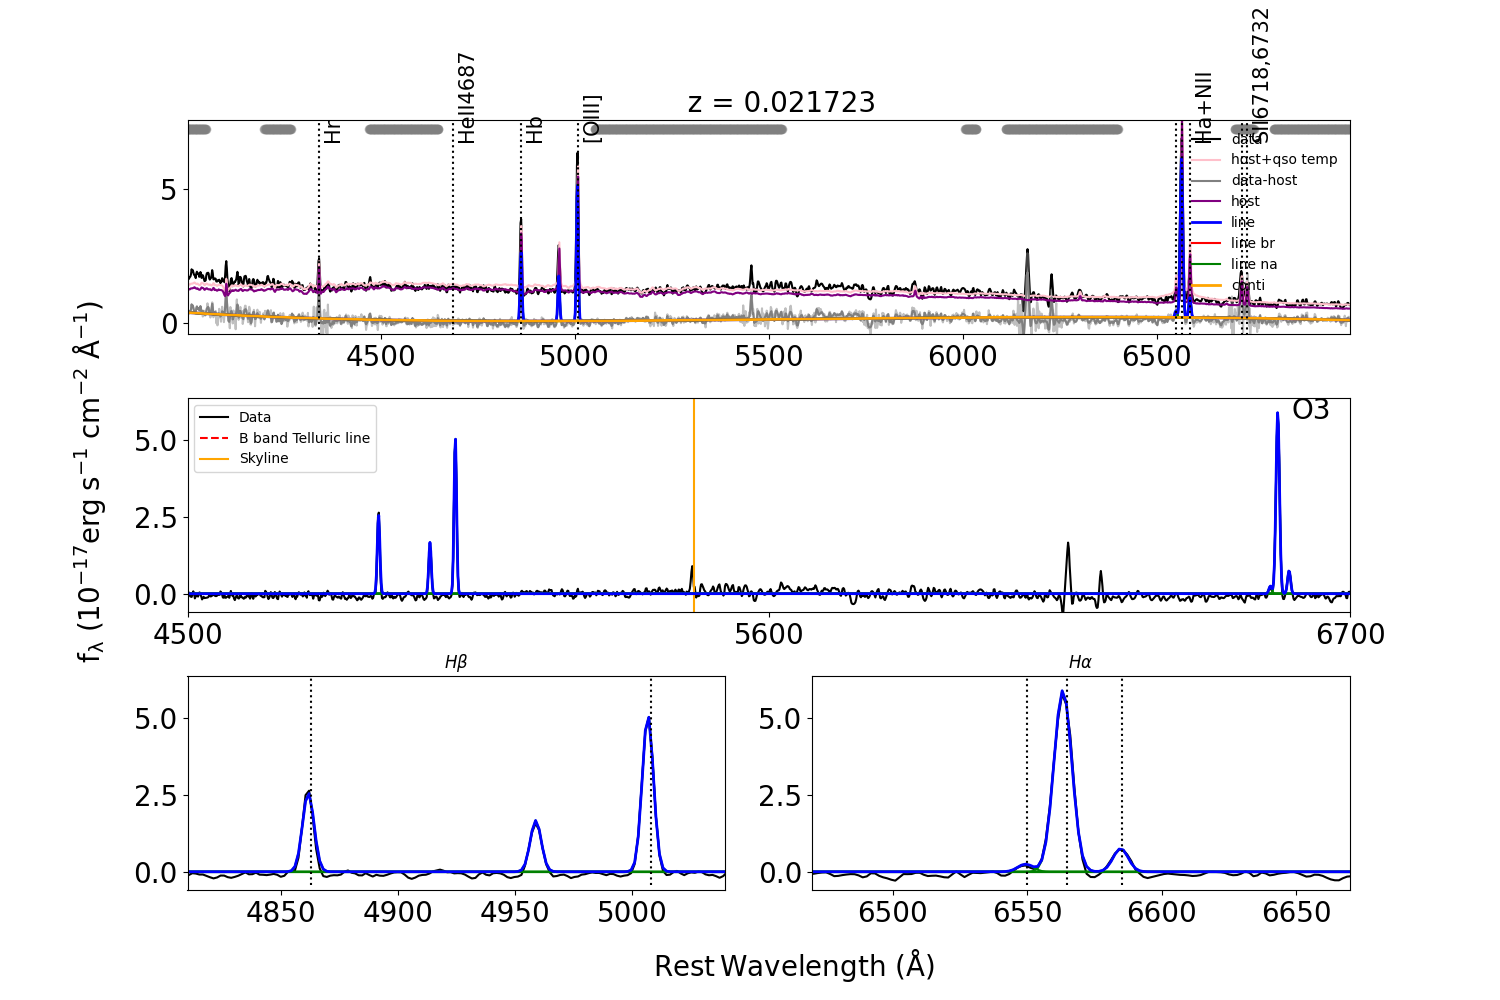 z = 0.021723
Hr
HeII4687
Hb
[OIII]
Ha+NII
SII6718,6732
data
host+qso temp
data-host
host
line
line br
line na
conti
5
0
4500 5000 5500 6000 6500
fλ (10⁻¹⁷erg s⁻¹ cm⁻² Å⁻¹)
Data
B band Telluric line
Skyline
O3
5.0
2.5
0.0
4500 5600 6700
Hβ
5.0
2.5
0.0
4850 4900 4950 5000
Hα
5.0
2.5
0.0
6500 6550 6600 6650
Rest Wavelength (Å)